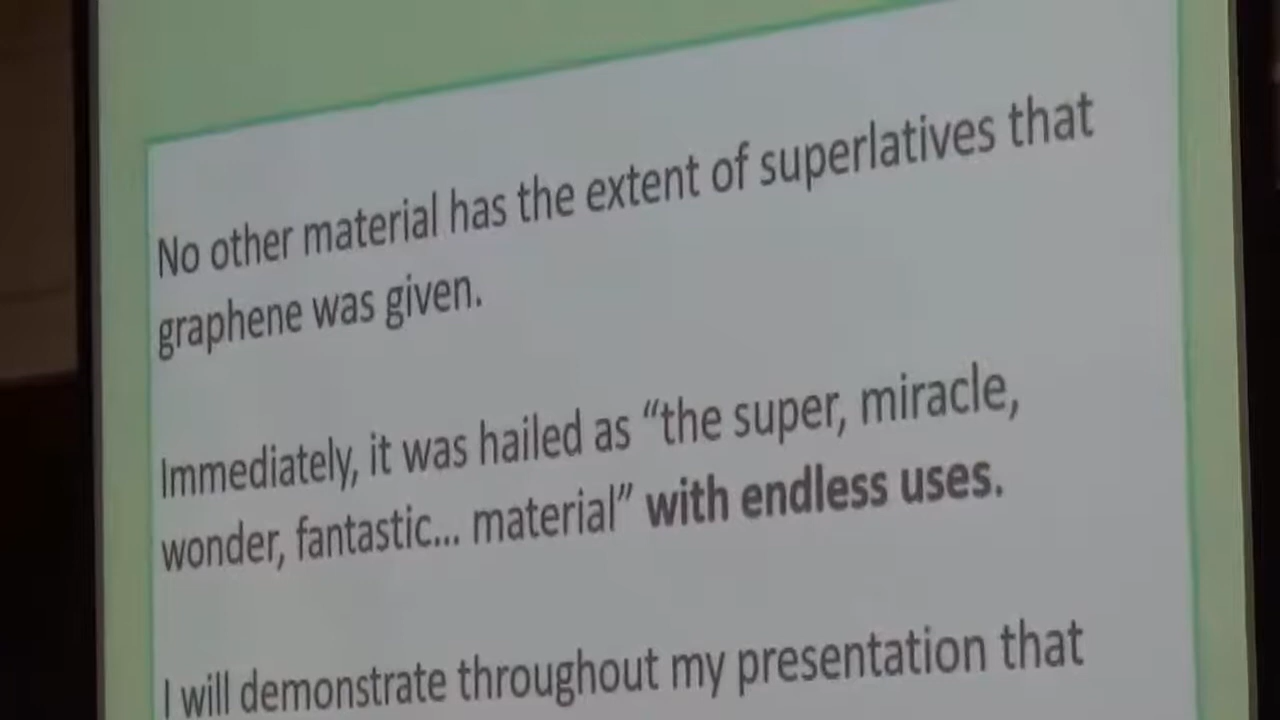 No other material has the extent of superlatives that
graphene was given.
Immediately, it was hailed as “the super, miracle,
wonder, fantastic... material” with endless uses.
I will demonstrate throughout my presentation that